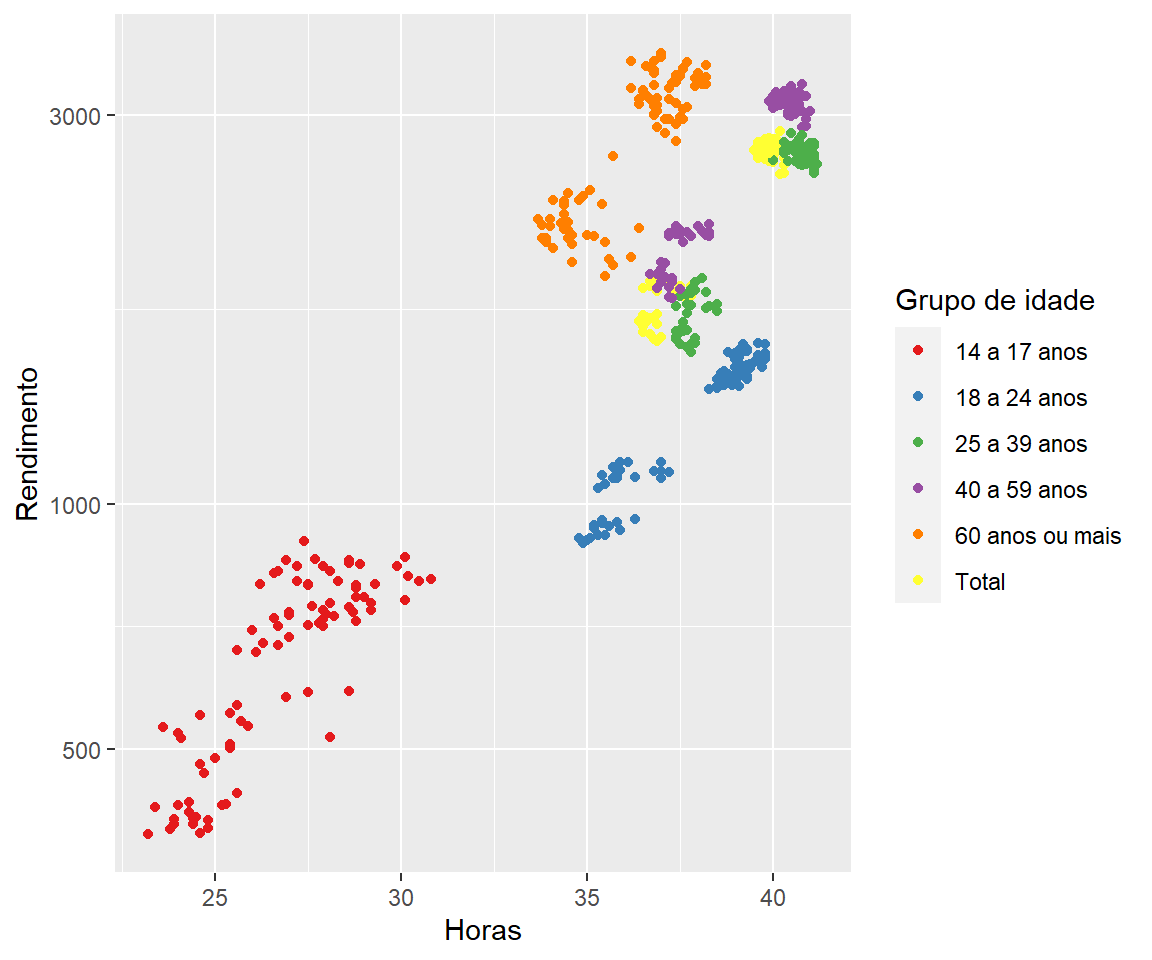 Rendimento
3000
1000
500
25 30 35 40
Horas
Grupo de idade
14 a 17 anos
18 a 24 anos
25 a 39 anos
40 a 59 anos
60 anos ou mais
Total